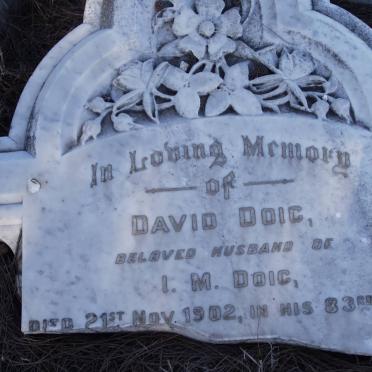 In Loving Memory
of
DAVID DOIG,
BELOVED HUSBAND OF
I. M. DOIG,
DIED 21ST NOV. 1902, IN HIS 83RD